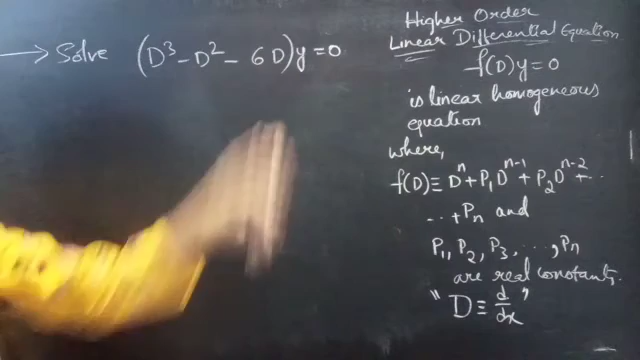 → Solve (D³ - D² - 6D)y = 0
Higher Order
Linear Differential Equation
f(D)y = 0
is linear homogeneous
equation
where,
f(D) ≡ Dⁿ + P₁Dⁿ⁻¹ + P₂Dⁿ⁻² + ..
.. + Pₙ and
P₁, P₂, P₃, ..., Pₙ
are real constants.
" D ≡ d/dx "